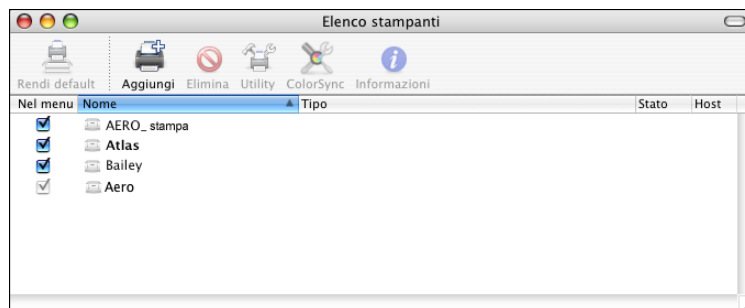 Elenco stampanti
Rendi default Aggiungi Elimina Utility ColorSync Informazioni
Nel menu Nome Tipo Stato Host
AERO_ stampa
Atlas
Bailey
Aero